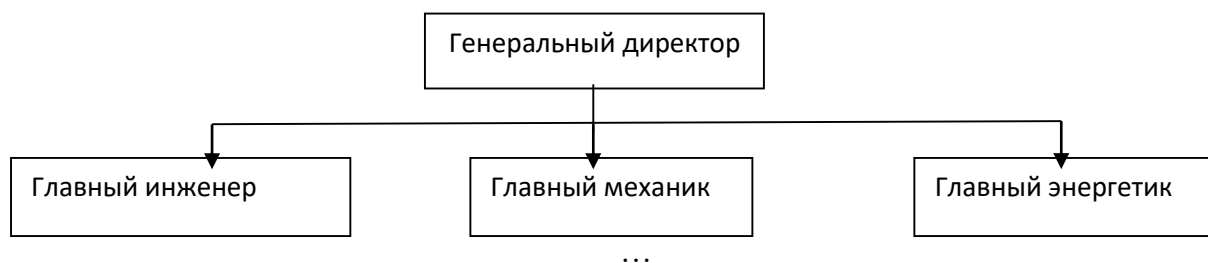 Генеральный директор
Главный инженер
Главный механик
Главный энергетик
...